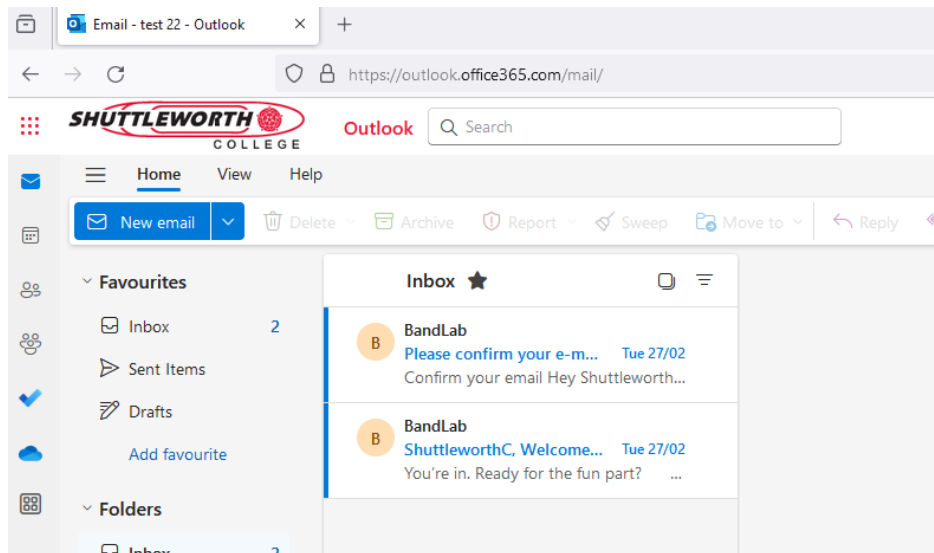 Email - test 22 - Outlook
https://outlook.office365.com/mail/
SHUTTLEWORTH
COLLEGE
Outlook
Search
Home View Help
New email Delete Archive Report Sweep Move to Reply
Favourites
Inbox 2
Sent Items
Drafts
Add favourite
Folders
Inbox 2
Inbox
B
BandLab
Please confirm your e-m... Tue 27/02
Confirm your email Hey Shuttleworth...
B
BandLab
ShuttleworthC, Welcome... Tue 27/02
You're in. Ready for the fun part? ...